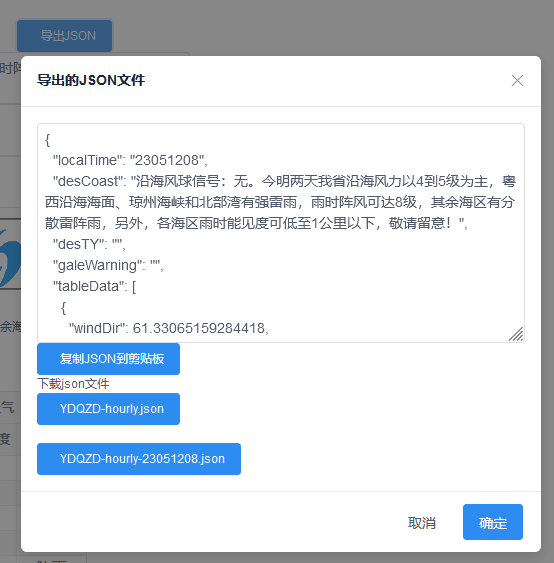 导出JSON
时阵
导出的JSON文件
{
"localTime": "23051208",
"desCoast": "沿海风球信号：无。今明两天我省沿海风力以4到5级为主，粤
西沿海海面、琼州海峡和北部湾有强雷雨，雨时阵风可达8级，其余海区有分
散雷阵雨，另外，各海区雨时能见度可低至1公里以下，敬请留意！",
"desTY": "",
"galeWarning": "",
"tableData": [
{
"windDir": 61.33065159284418,
余海
复制JSON到剪贴板
下载json文件
YDQZD-hourly.json
气
度
YDQZD-hourly-23051208.json
取消
确定